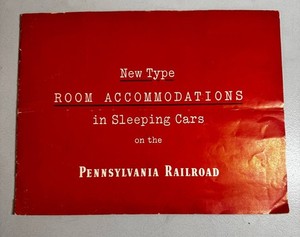 New Type
ROOM ACCOMMODATIONS
in Sleeping Cars
on the
PENNSYLVANIA RAILROAD